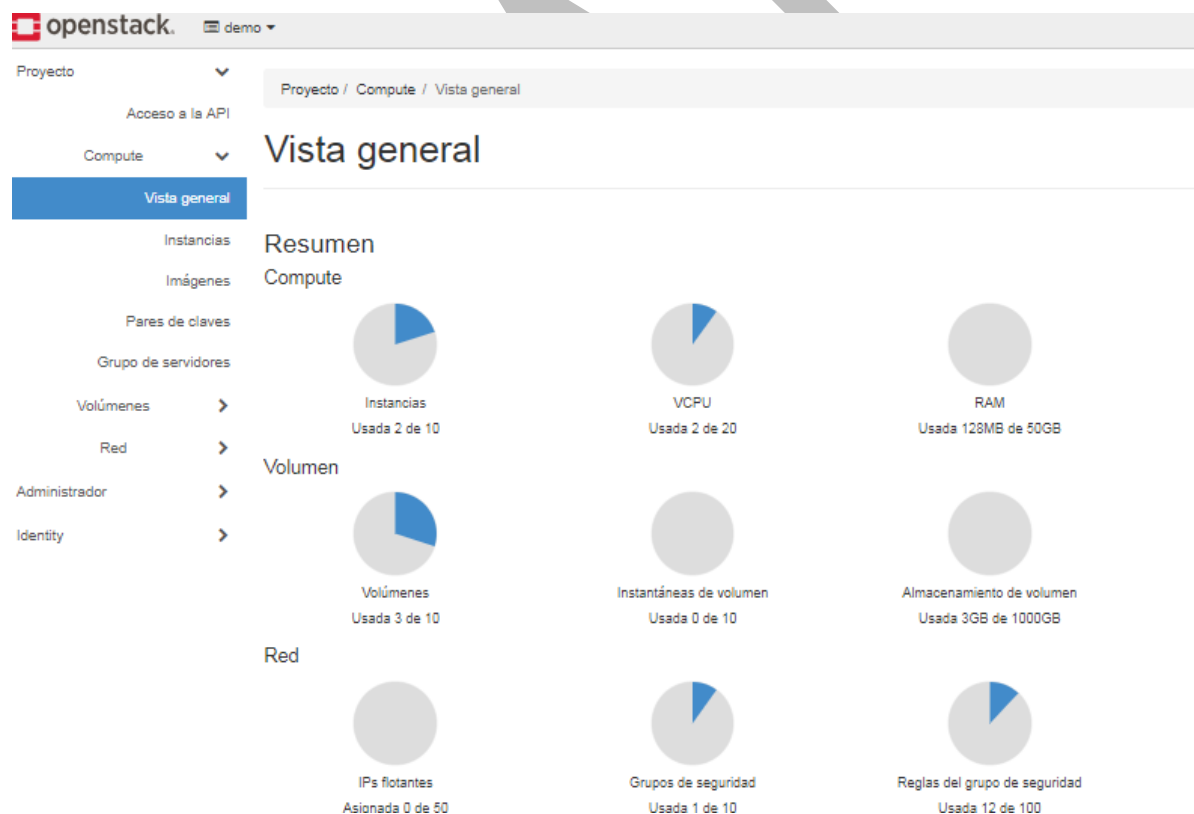 openstack. demo
Proyecto
Acceso a la API
Compute
Vista general
Instancias
Imágenes
Pares de claves
Grupo de servidores
Volúmenes
Red
Administrador
Identity
Proyecto / Compute / Vista general
Vista general
Resumen
Compute
Instancias
Usada 2 de 10
VCPU
Usada 2 de 20
RAM
Usada 128MB de 50GB
Volumen
Volúmenes
Usada 3 de 10
Instantáneas de volumen
Usada 0 de 10
Almacenamiento de volumen
Usada 3GB de 1000GB
Red
IPs flotantes
Asignada 0 de 50
Grupos de seguridad
Usada 1 de 10
Reglas del grupo de seguridad
Usada 12 de 100